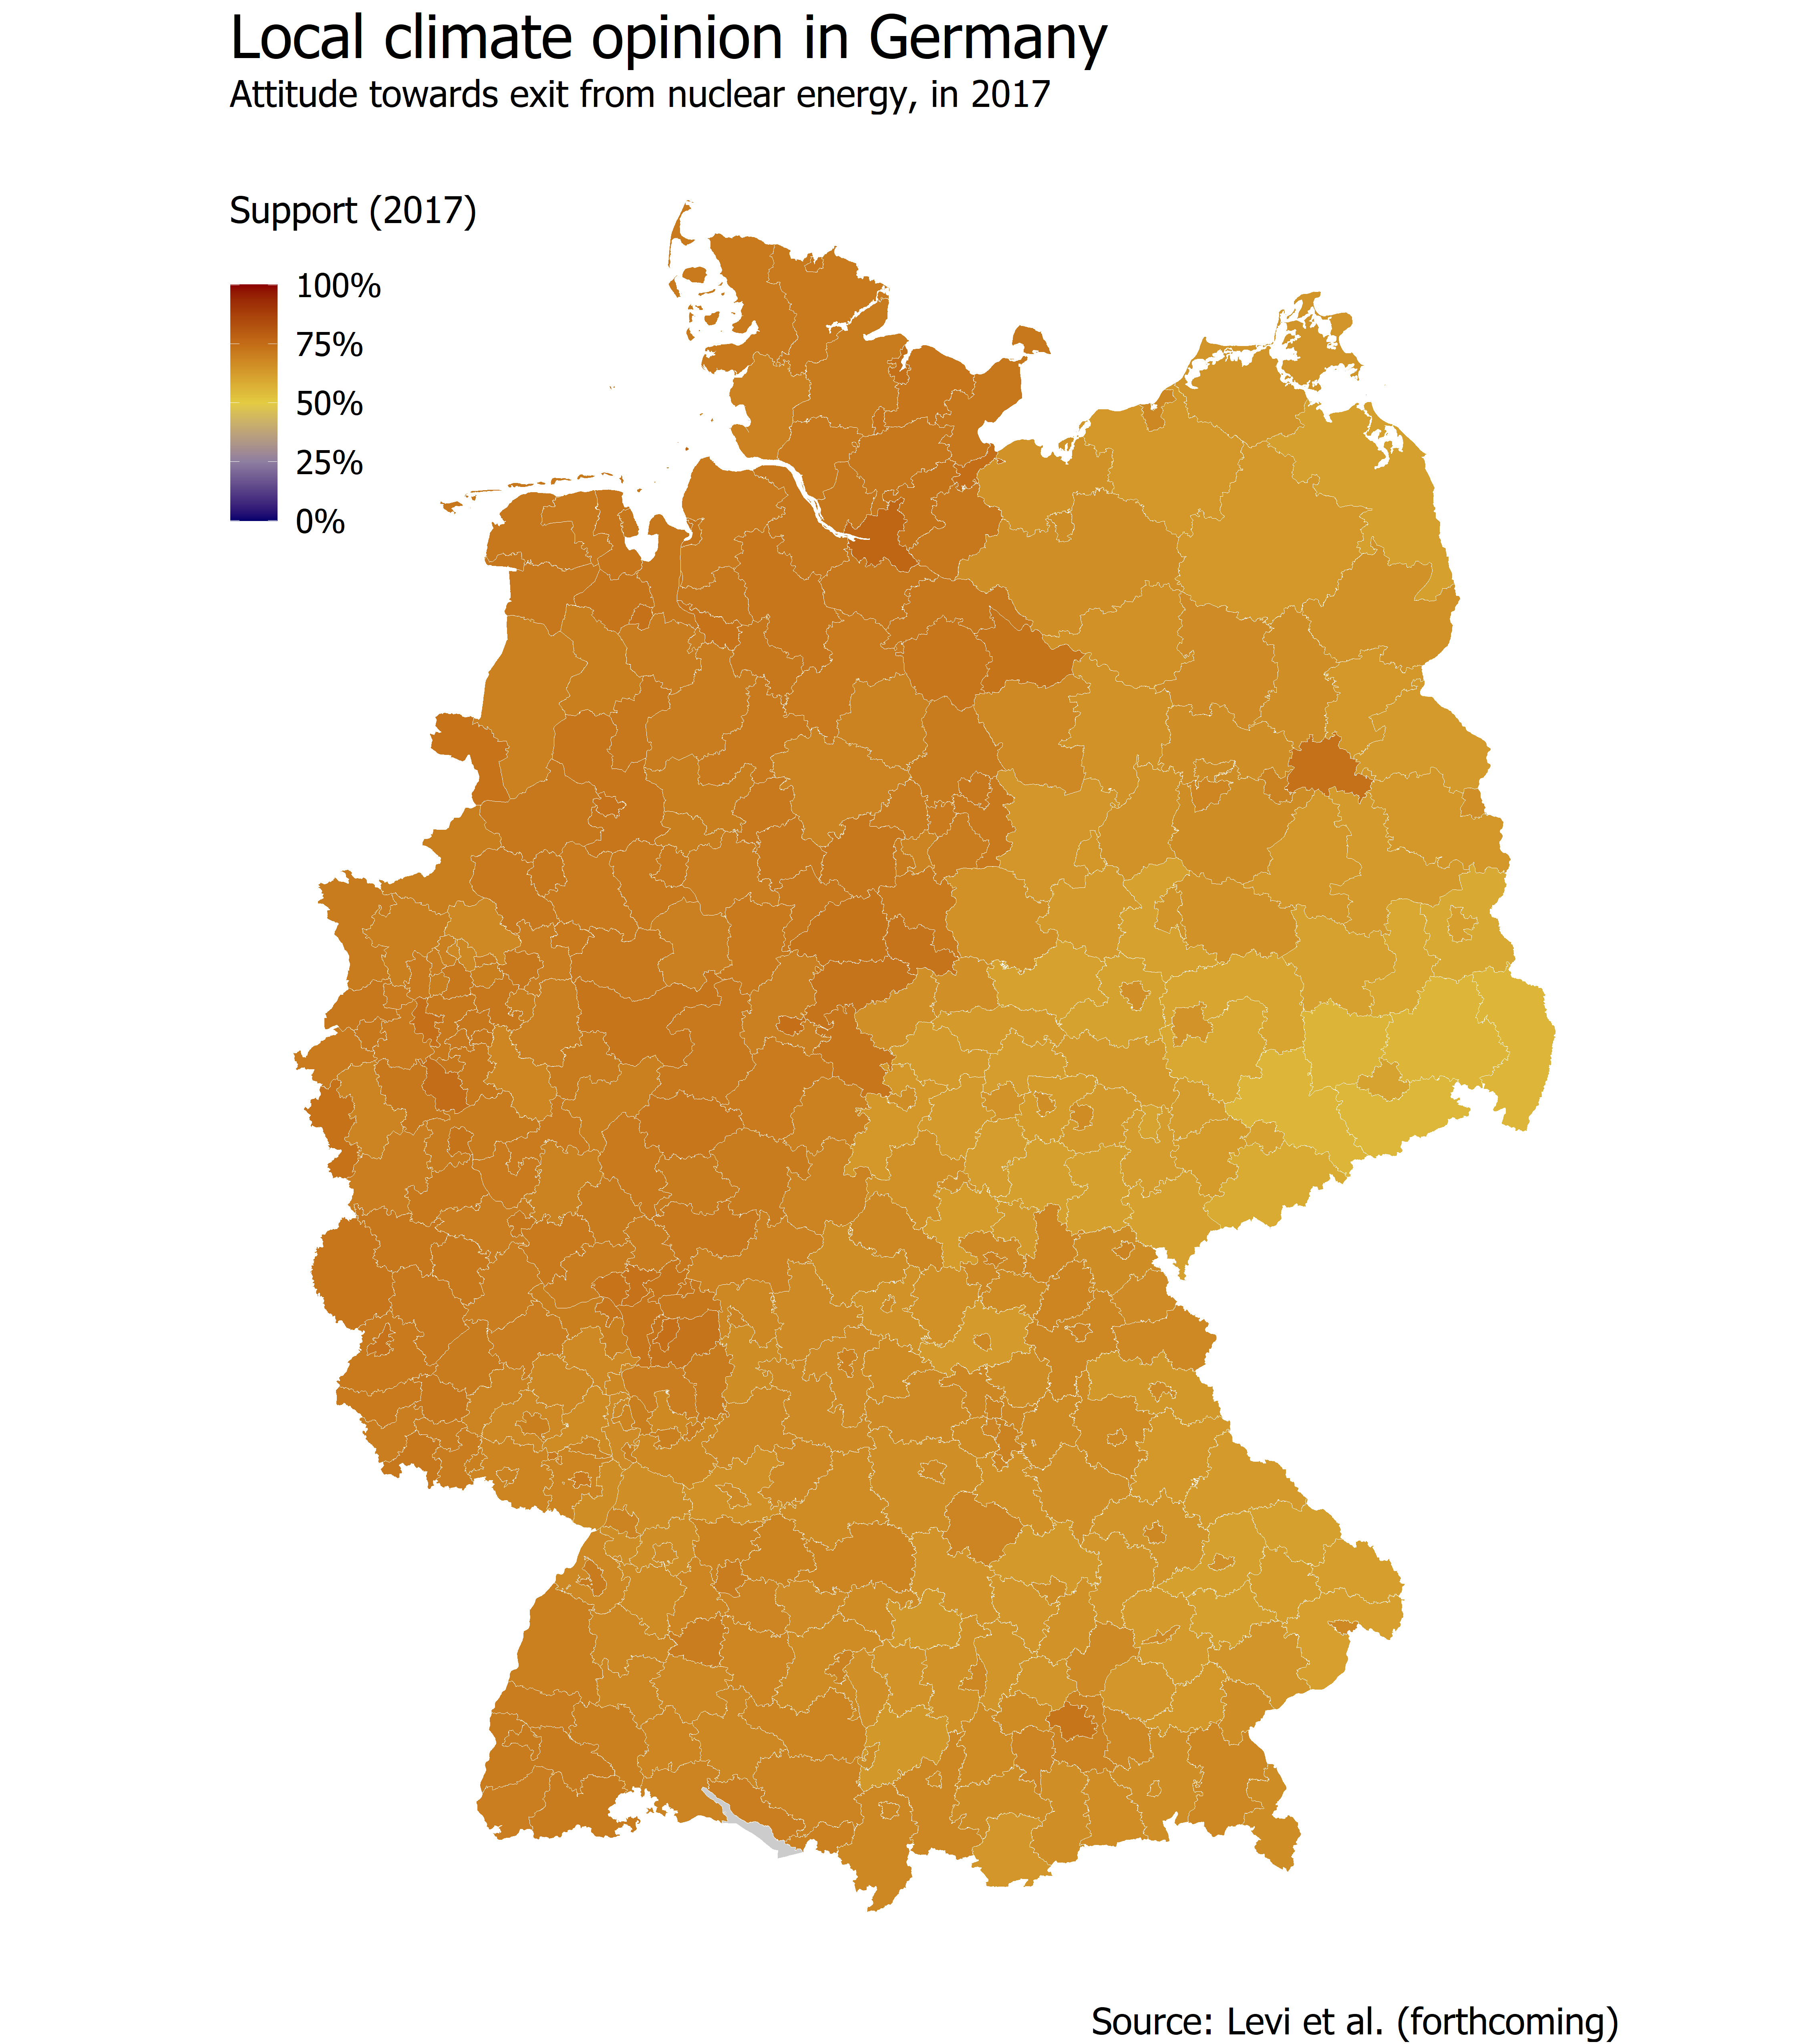 Local climate opinion in Germany
Attitude towards exit from nuclear energy, in 2017
Support (2017)
100%
75%
50%
25%
0%
Source: Levi et al. (forthcoming)